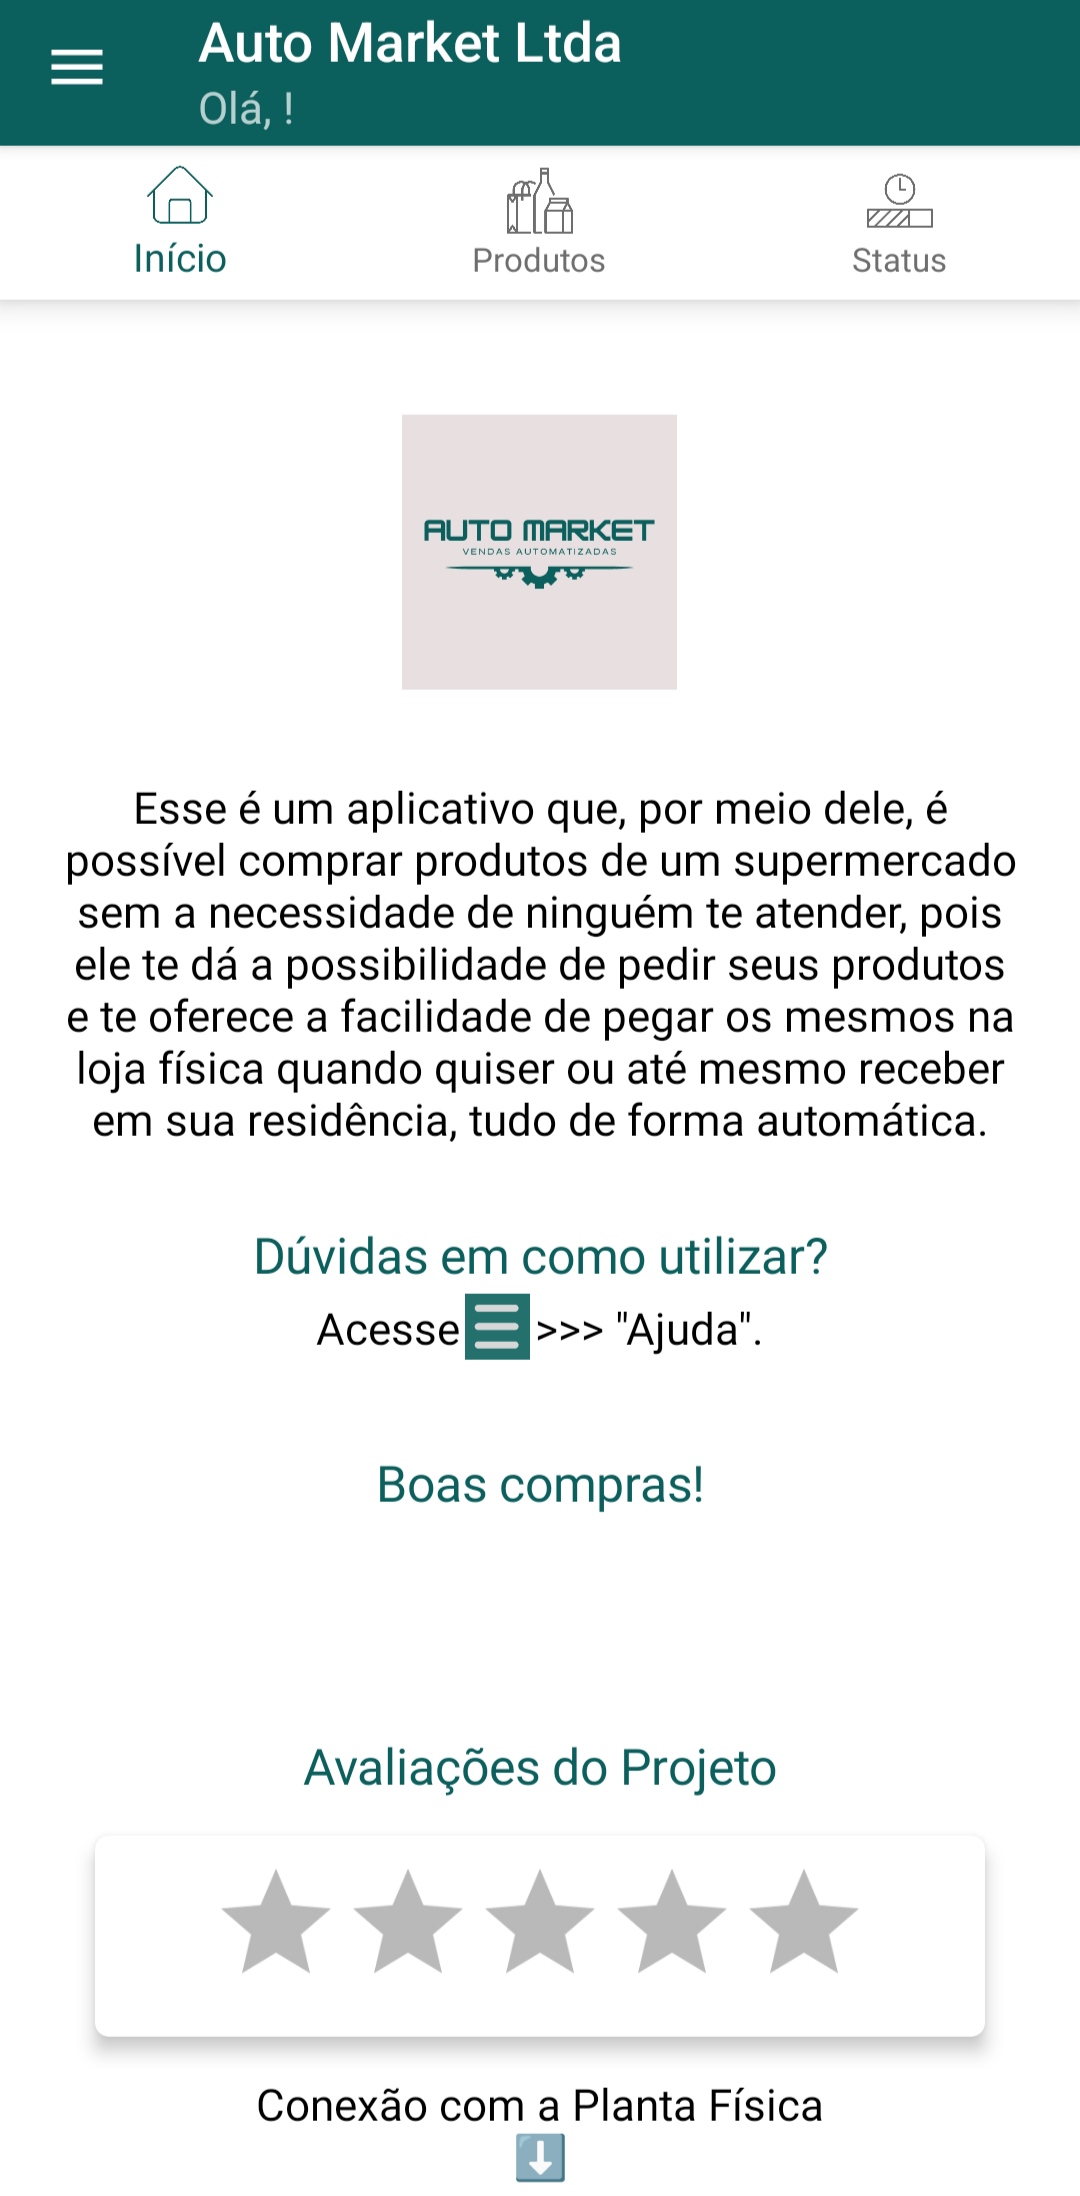 Auto Market Ltda
Olá, !
Início
Produtos
Status
AUTO MARKET
VENDAS AUTOMATIZADAS
Esse é um aplicativo que, por meio dele, é
possível comprar produtos de um supermercado
sem a necessidade de ninguém te atender, pois
ele te dá a possibilidade de pedir seus produtos
e te oferece a facilidade de pegar os mesmos na
loja física quando quiser ou até mesmo receber
em sua residência, tudo de forma automática.
Dúvidas em como utilizar?
Acesse >>> "Ajuda".
Boas compras!
Avaliações do Projeto
Conexão com a Planta Física